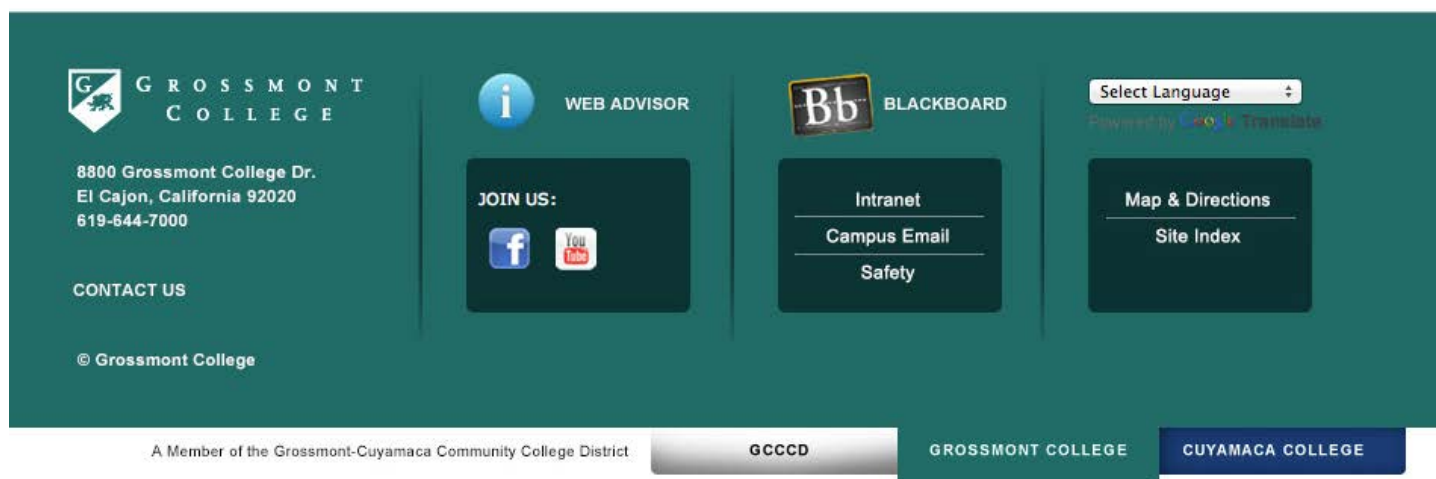 G
GROSSMONT
COLLEGE
8800 Grossmont College Dr.
El Cajon, California 92020
619-644-7000
CONTACT US
© Grossmont College
i
WEB ADVISOR
JOIN US:
f
You
Tube
Bb
BLACKBOARD
Intranet
Campus Email
Safety
Select Language
Powered by Google Translate
Map & Directions
Site Index
A Member of the Grossmont-Cuyamaca Community College District
GCCCD
GROSSMONT COLLEGE
CUYAMACA COLLEGE